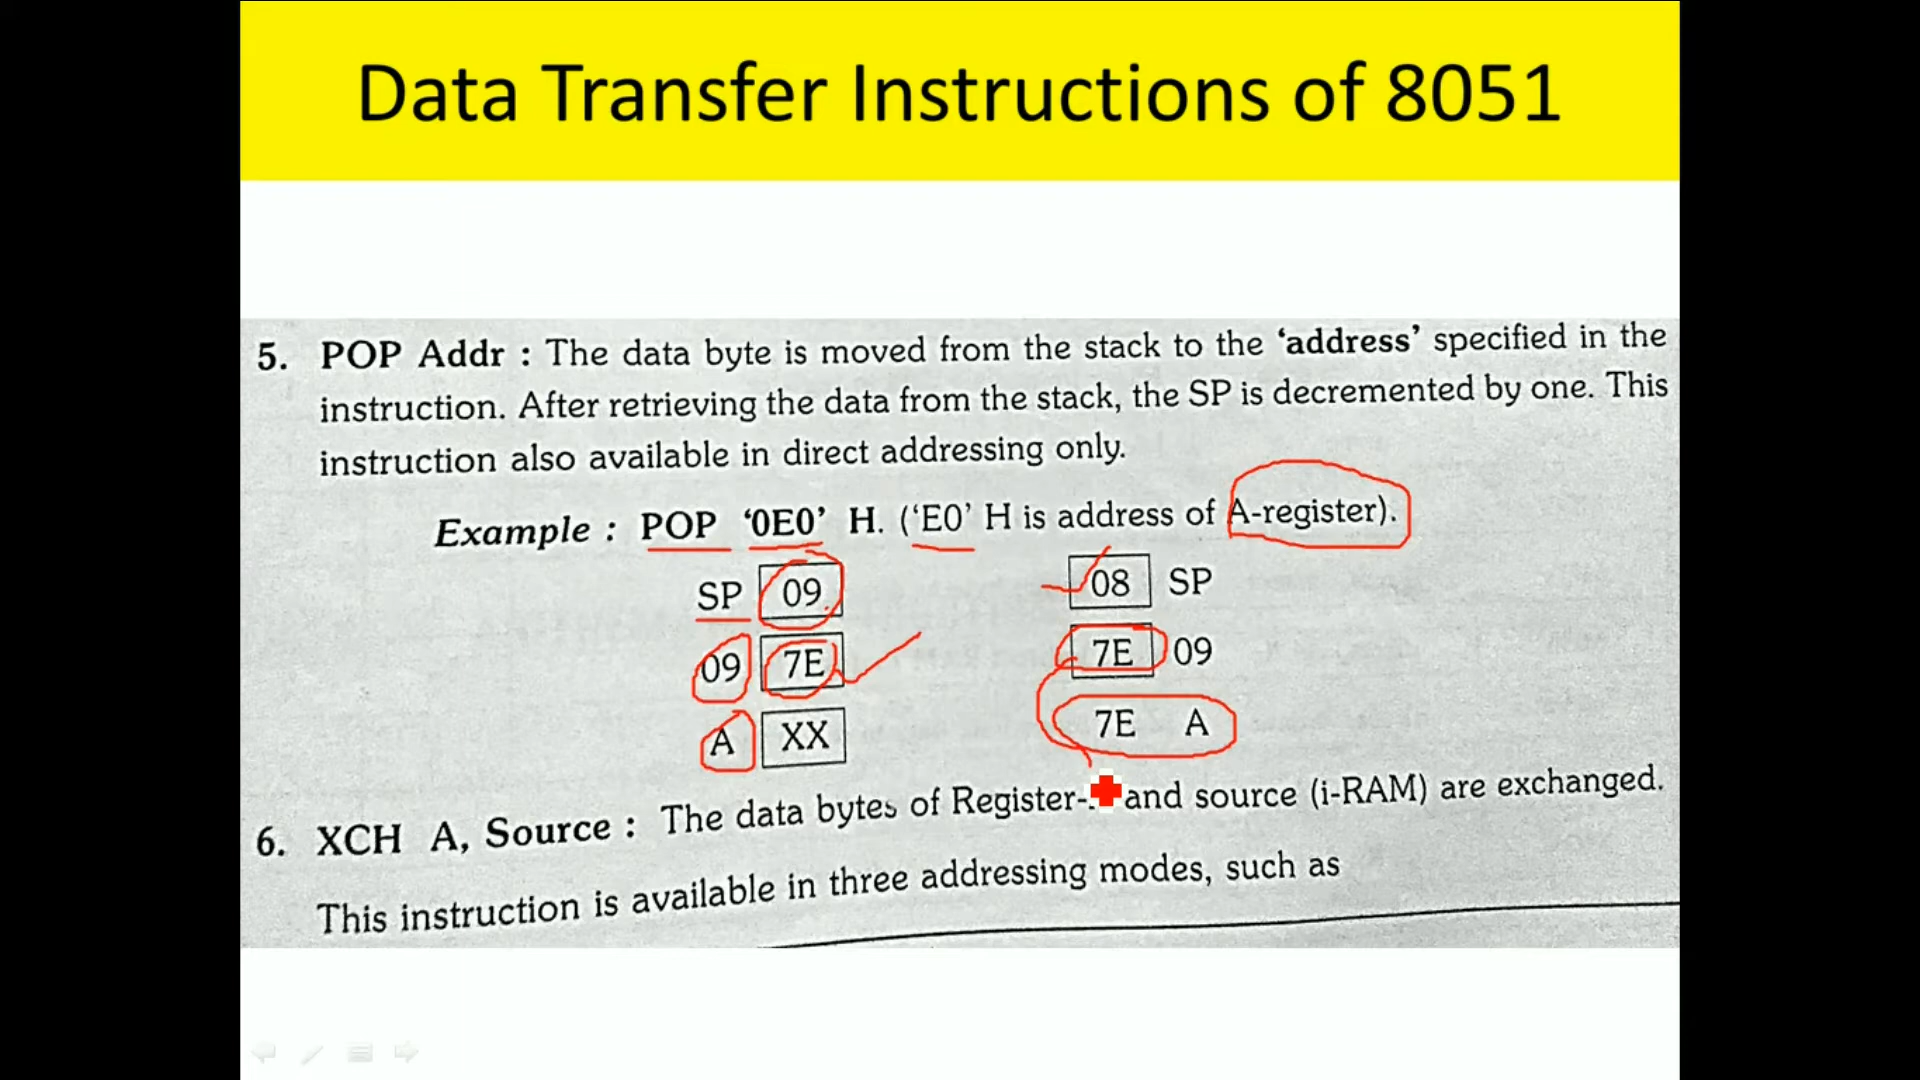 Data Transfer Instructions of 8051
5. POP Addr : The data byte is moved from the stack to the ‘address’ specified in the
instruction. After retrieving the data from the stack, the SP is decremented by one. This
instruction also available in direct addressing only.
Example : POP ‘0E0’ H. (‘E0’ H is address of A-register).
SP 09 08 SP
09 7E 7E 09
A XX 7E A
6. XCH A, Source : The data bytes of Register- and source (i-RAM) are exchanged.
This instruction is available in three addressing modes, such as